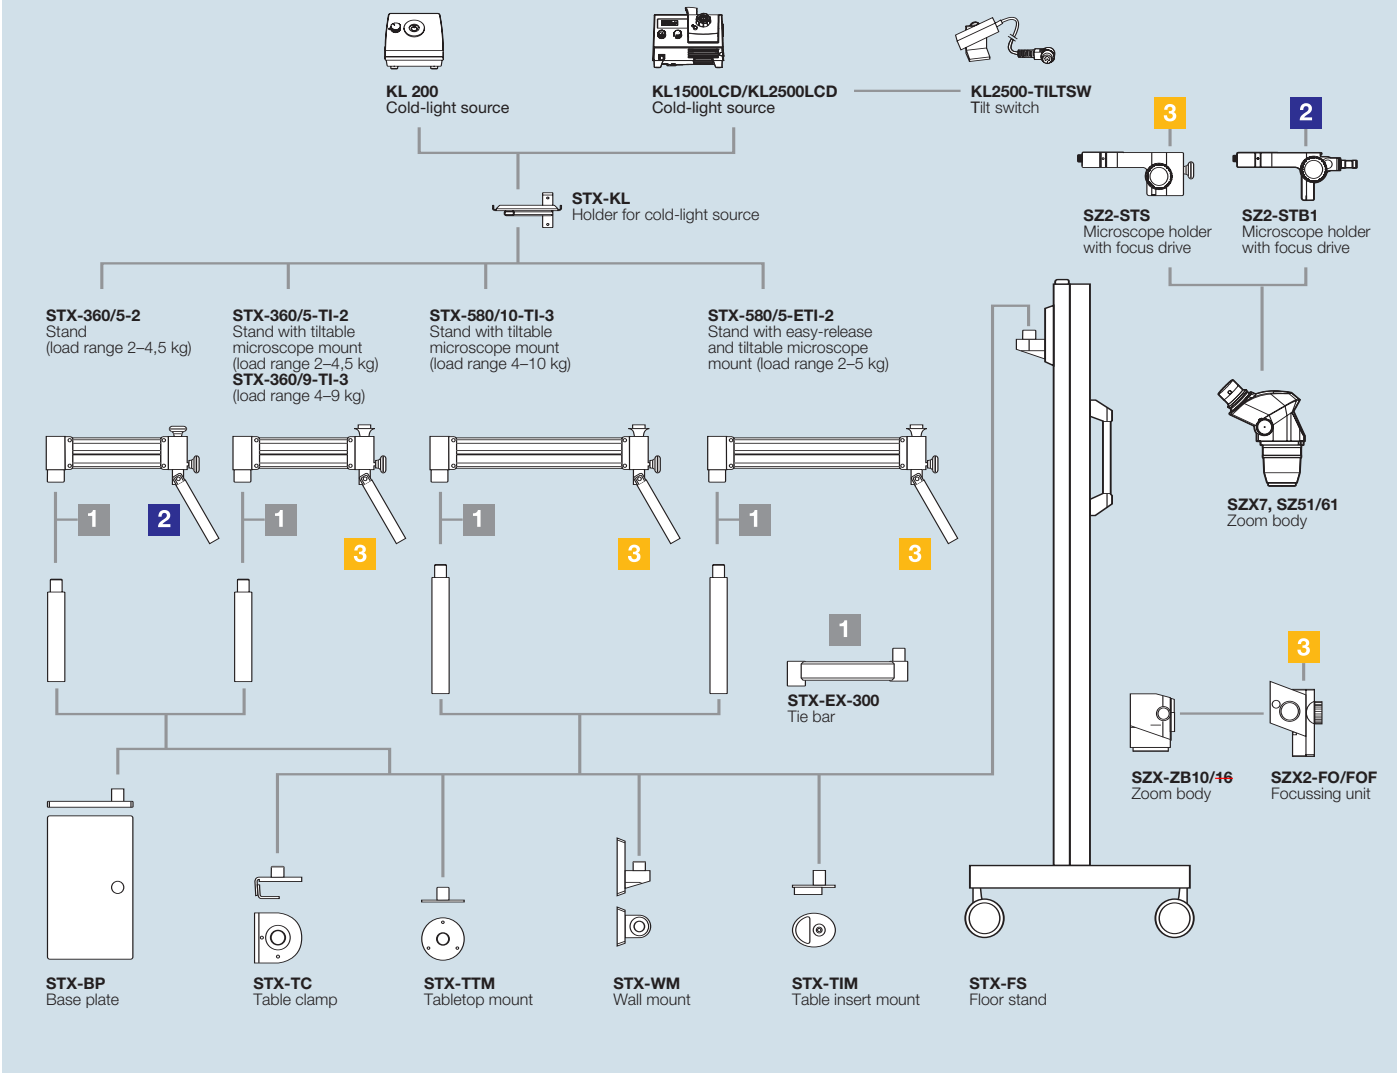 KL 200
Cold-light source
KL1500LCD/KL2500LCD
Cold-light source
KL2500-TILTSW
Tilt switch
3
2
SZ2-STS
Microscope holder
with focus drive
SZ2-STB1
Microscope holder
with focus drive
STX-KL
Holder for cold-light source
STX-360/5-2
Stand
(load range 2–4,5 kg)
STX-360/5-TI-2
Stand with tiltable
microscope mount
(load range 2–4,5 kg)
STX-360/9-TI-3
(load range 4–9 kg)
STX-580/10-TI-3
Stand with tiltable
microscope mount
(load range 4–10 kg)
STX-580/5-ETI-2
Stand with easy-release
and tiltable microscope
mount (load range 2–5 kg)
SZX7, SZ51/61
Zoom body
1
2
1
3
1
3
1
3
1
STX-EX-300
Tie bar
3
SZX-ZB10/16
Zoom body
SZX2-FO/FOF
Focussing unit
STX-BP
Base plate
STX-TC
Table clamp
STX-TTM
Tabletop mount
STX-WM
Wall mount
STX-TIM
Table insert mount
STX-FS
Floor stand